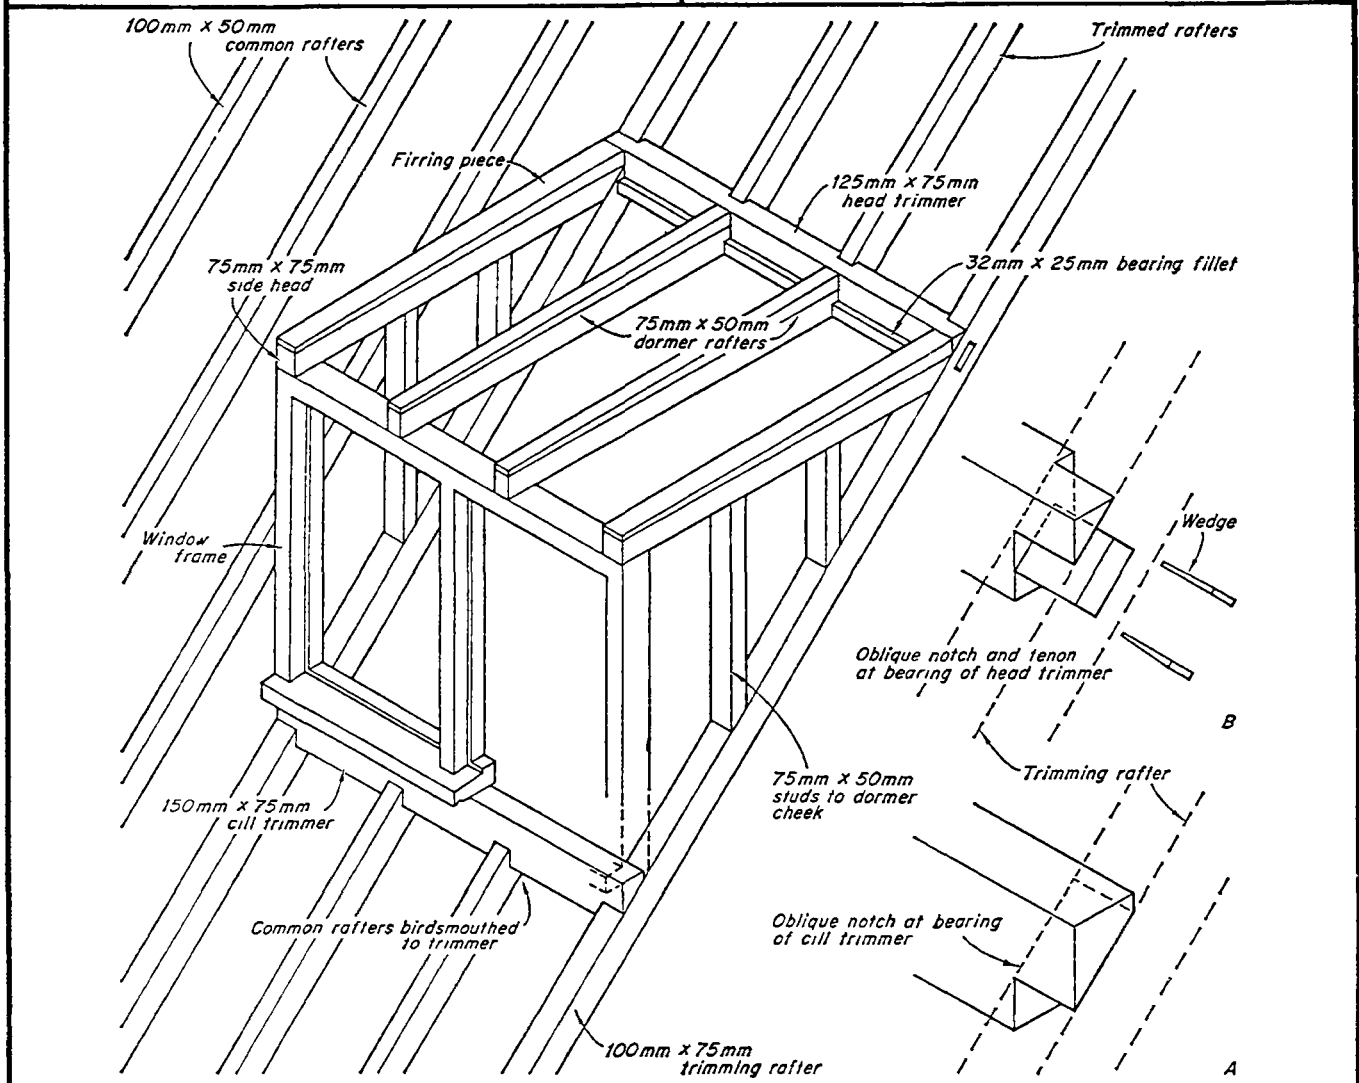 100mm x 50mm
common rafters
Trimmed rafters
Firring piece
125mm x 75mm
head trimmer
75mm x 75mm
side head
32mm x 25mm bearing fillet
75mm x 50mm
dormer rafters
Window
frame
Wedge
Oblique notch and tenon
at bearing of head trimmer
B
Trimming rafter
75mm x 50mm
studs to dormer
cheek
150mm x 75mm
cill trimmer
Common rafters birdsmouthed
to trimmer
Oblique notch at bearing
of cill trimmer
100mm x 75mm
trimming rafter
A